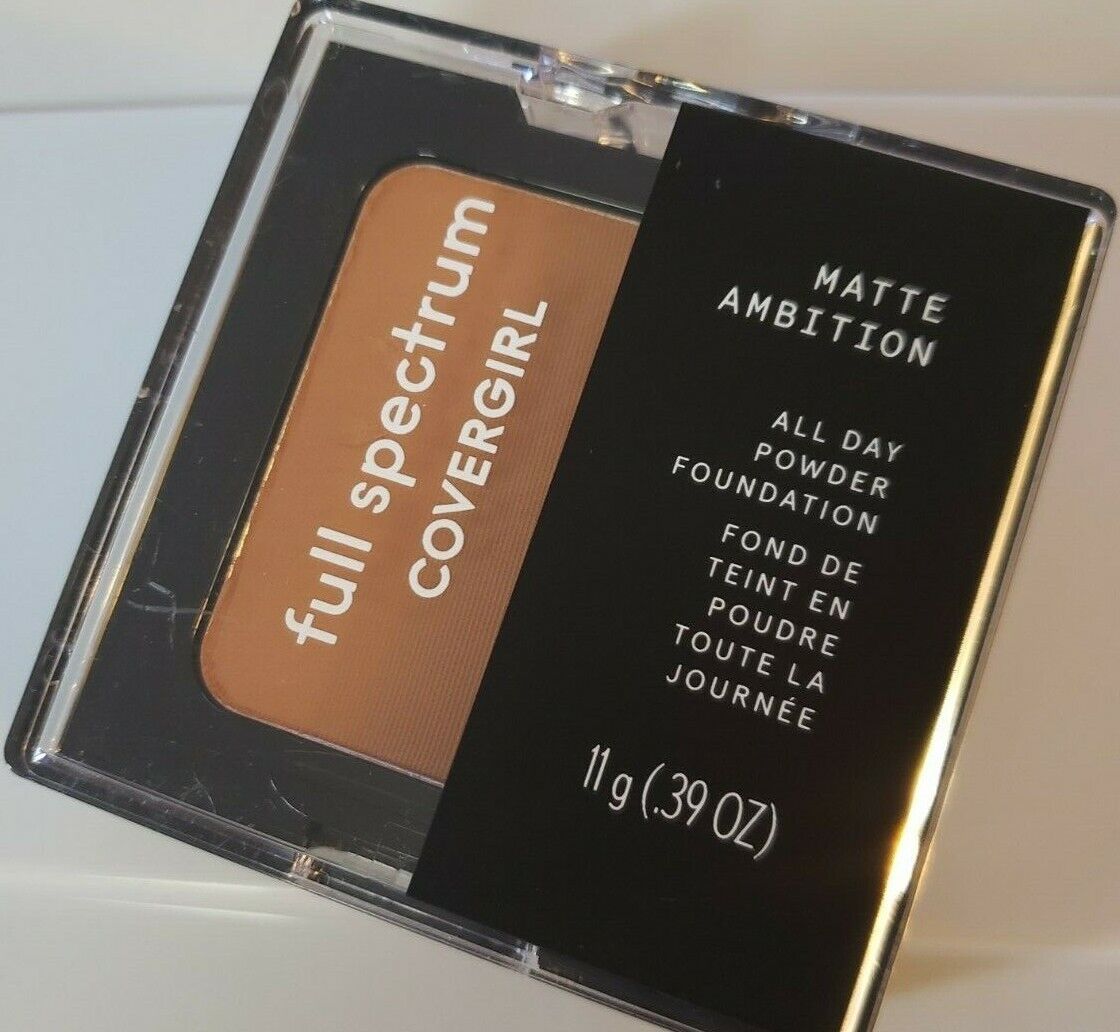 full spectrum
COVERGIRL
MATTE
AMBITION
ALL DAY
POWDER
FOUNDATION
FOND DE
TEINT EN
POUDRE
TOUTE LA
JOURNÉE
11 g (.39 OZ)